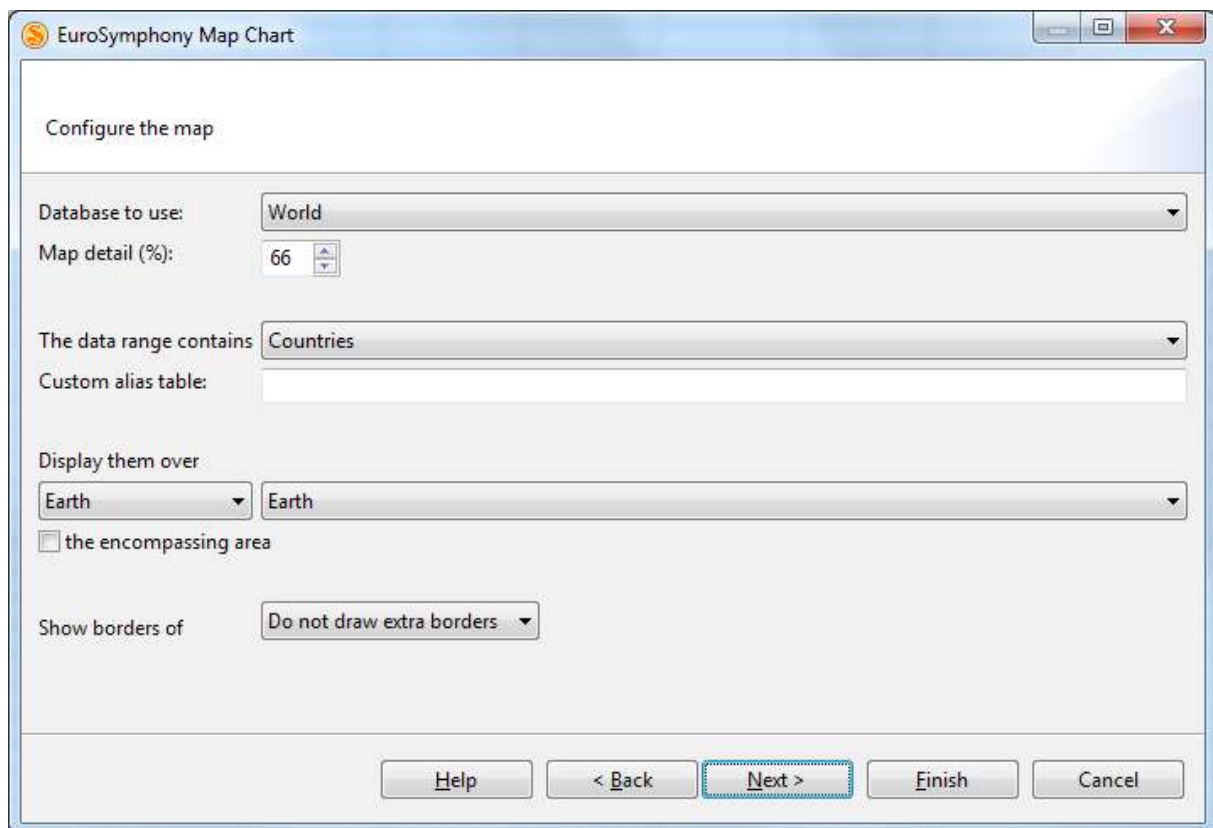 EuroSymphony Map Chart
Configure the map
Database to use: World
Map detail (%): 66
The data range contains Countries
Custom alias table:
Display them over
Earth Earth
the encompassing area
Show borders of Do not draw extra borders
Help < Back Next > Finish Cancel